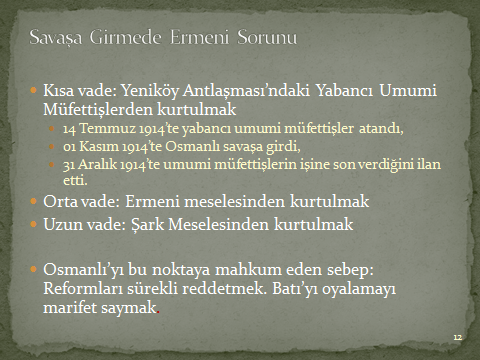 Savaşa Girmede Ermeni Sorunu
Kısa vade: Yeniköy Antlaşması'ndaki Yabancı Umumi
Müfettişlerden kurtulmak
14 Temmuz 1914'te yabancı umumi müfettişler atandı,
01 Kasım 1914'te Osmanlı savaşa girdi,
31 Aralık 1914'te umumi müfettişlerin işine son verdiğini ilan
etti.
Orta vade: Ermeni meselesinden kurtulmak
Uzun vade: Şark Meselesinden kurtulmak
Osmanlı'yı bu noktaya mahkum eden sebep:
Reformları sürekli reddetmek. Batı'yı oyalamayı
marifet saymak.
12